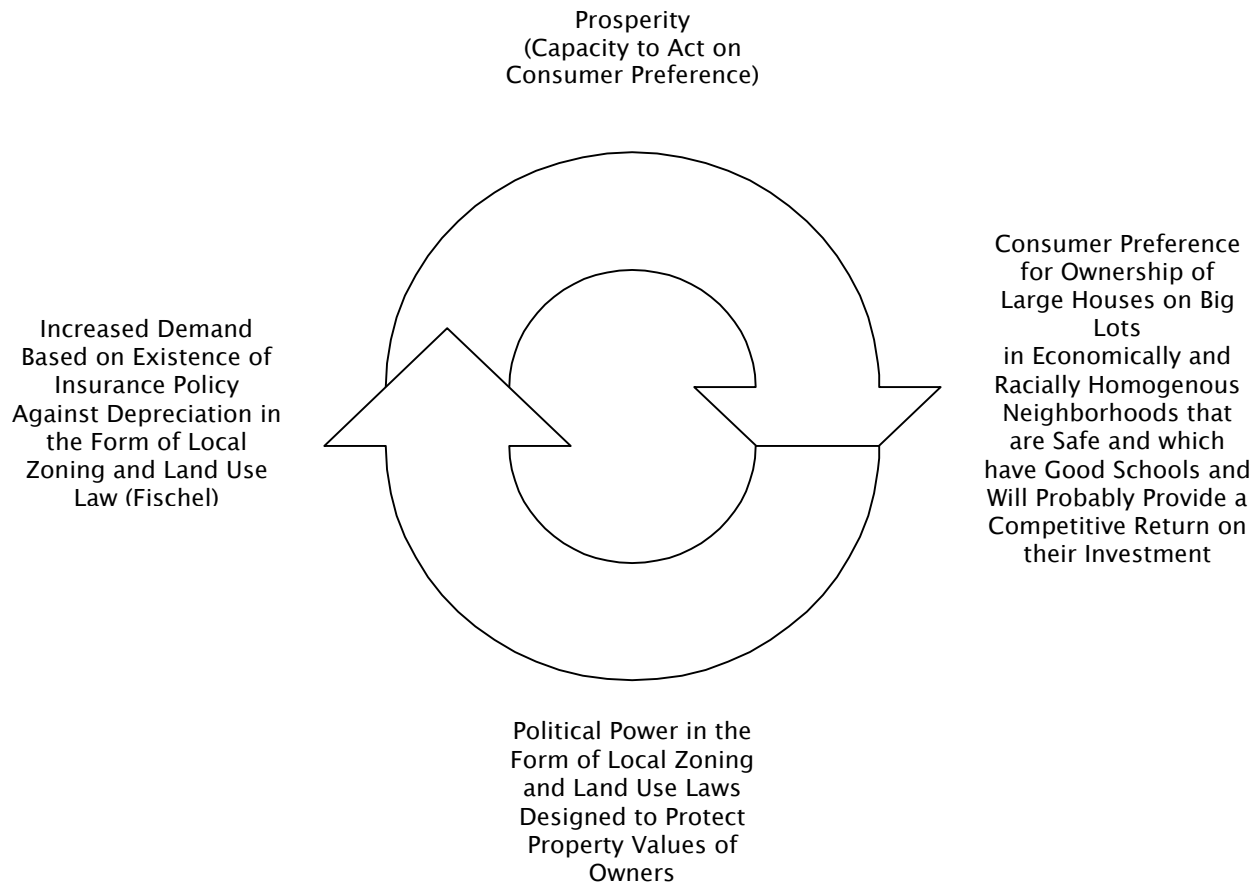 Prosperity
(Capacity to Act on
Consumer Preference)
Consumer Preference
for Ownership of
Large Houses on Big
Lots
in Economically and
Racially Homogenous
Neighborhoods that
are Safe and which
have Good Schools and
Will Probably Provide a
Competitive Return on
their Investment
Increased Demand
Based on Existence of
Insurance Policy
Against Depreciation in
the Form of Local
Zoning and Land Use
Law (Fischel)
Political Power in the
Form of Local Zoning
and Land Use Laws
Designed to Protect
Property Values of
Owners